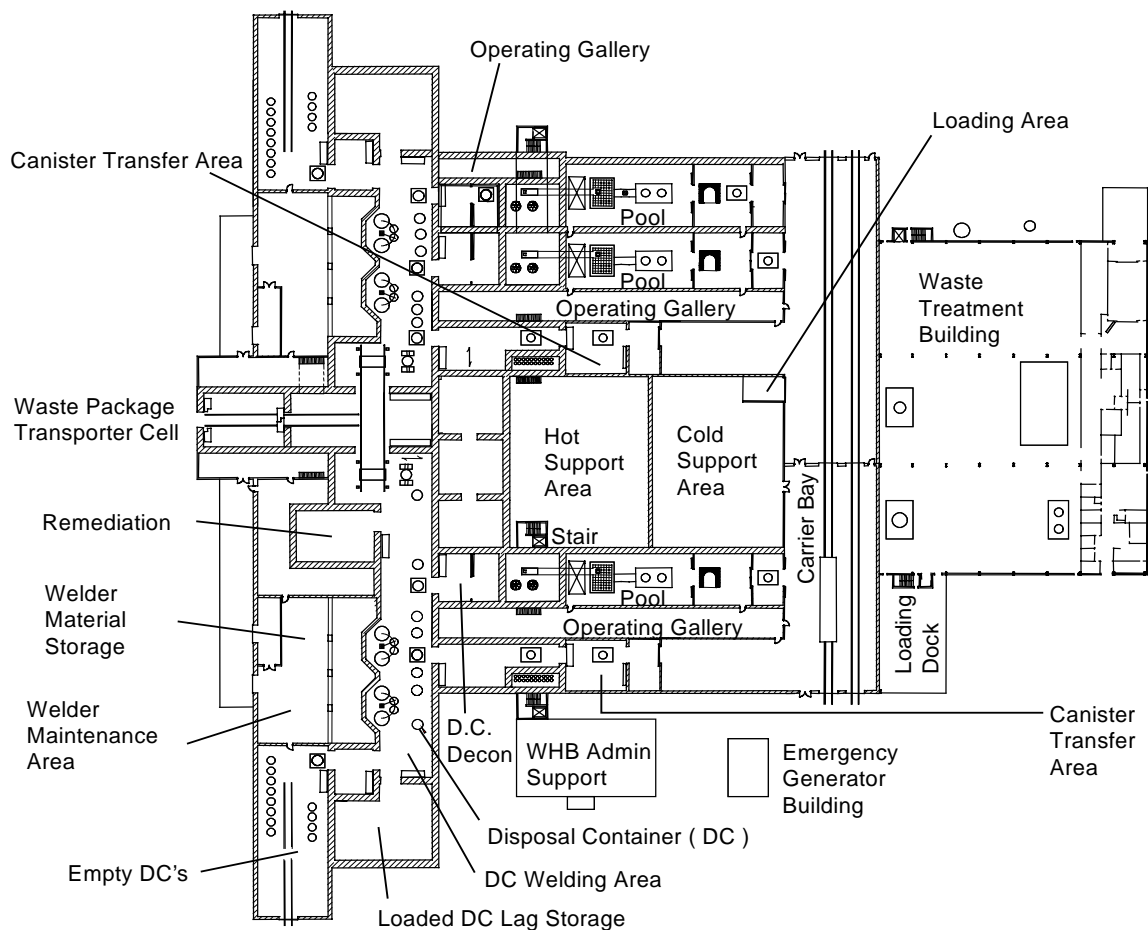 Operating Gallery
Loading Area
Canister Transfer Area
Pool
Pool
Operating Gallery
Waste
Treatment
Building
Waste Package
Transporter Cell
Hot
Support
Area
Cold
Support
Area
Carrier Bay
Remediation
Stair
Welder
Material
Storage
Pool
Operating Gallery
Loading
Dock
Welder
Maintenance
Area
D.C.
Decon
WHB Admin
Support
Emergency
Generator
Building
Canister
Transfer
Area
Disposal Container ( DC )
Empty DC's
DC Welding Area
Loaded DC Lag Storage